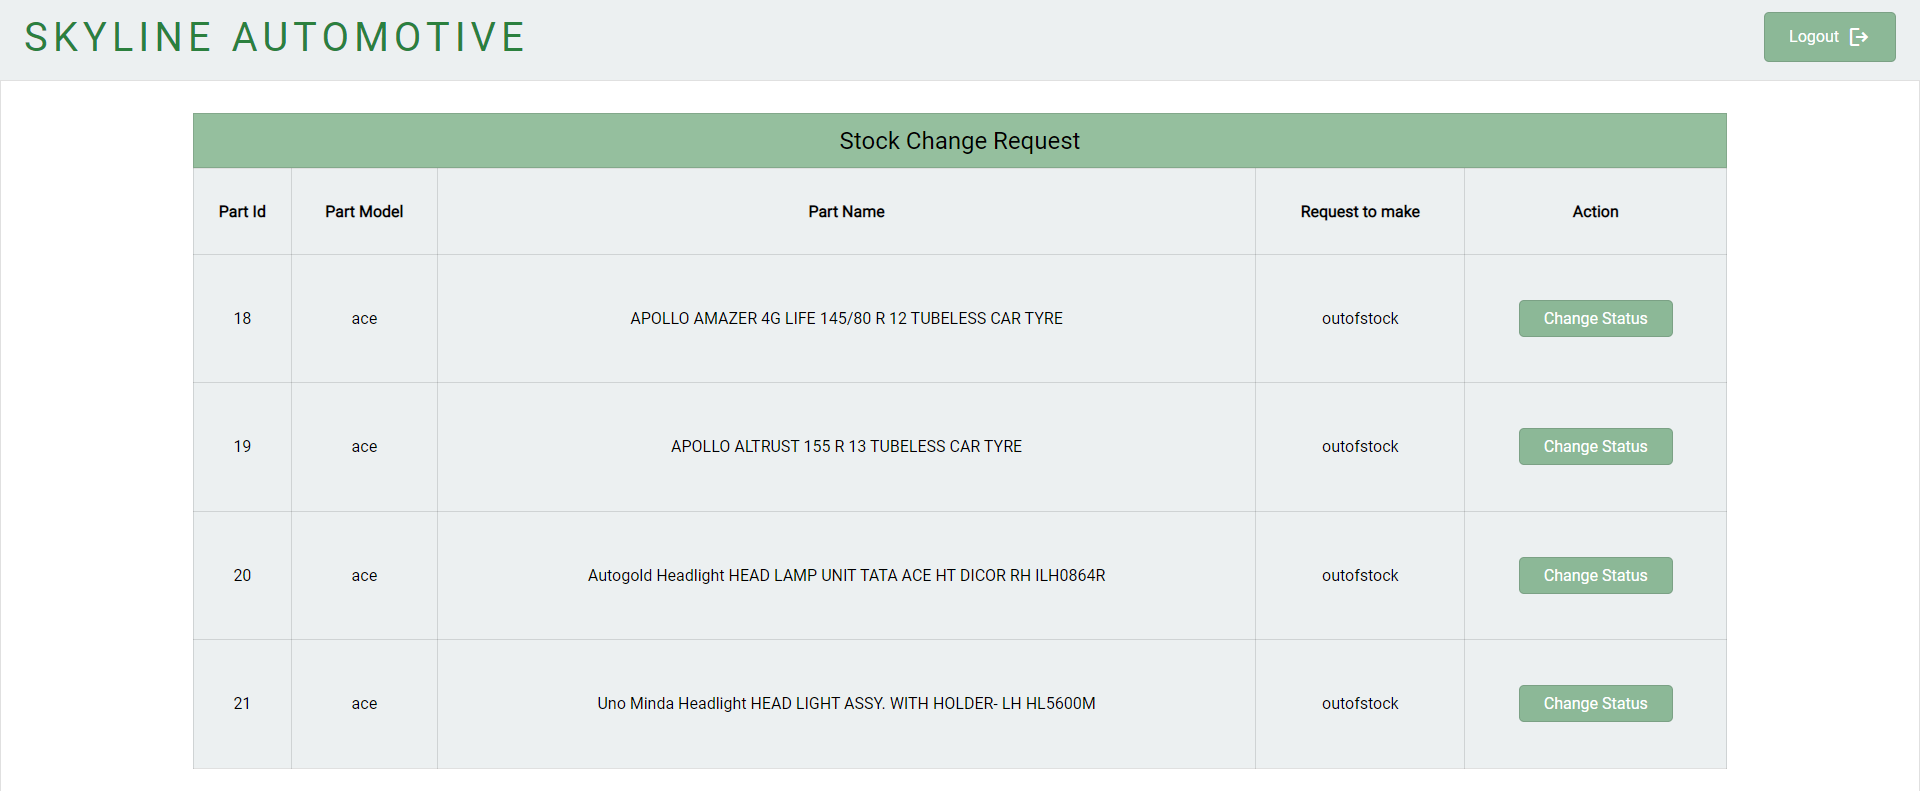 SKYLINE AUTOMOTIVE
Logout
Stock Change Request
Part Id Part Model Part Name Request to make Action
18 ace APOLLO AMAZER 4G LIFE 145/80 R 12 TUBELESS CAR TYRE outofstock Change Status
19 ace APOLLO ALTRUST 155 R 13 TUBELESS CAR TYRE outofstock Change Status
20 ace Autogold Headlight HEAD LAMP UNIT TATA ACE HT DICOR RH ILH0864R outofstock Change Status
21 ace Uno Minda Headlight HEAD LIGHT ASSY. WITH HOLDER- LH HL5600M outofstock Change Status